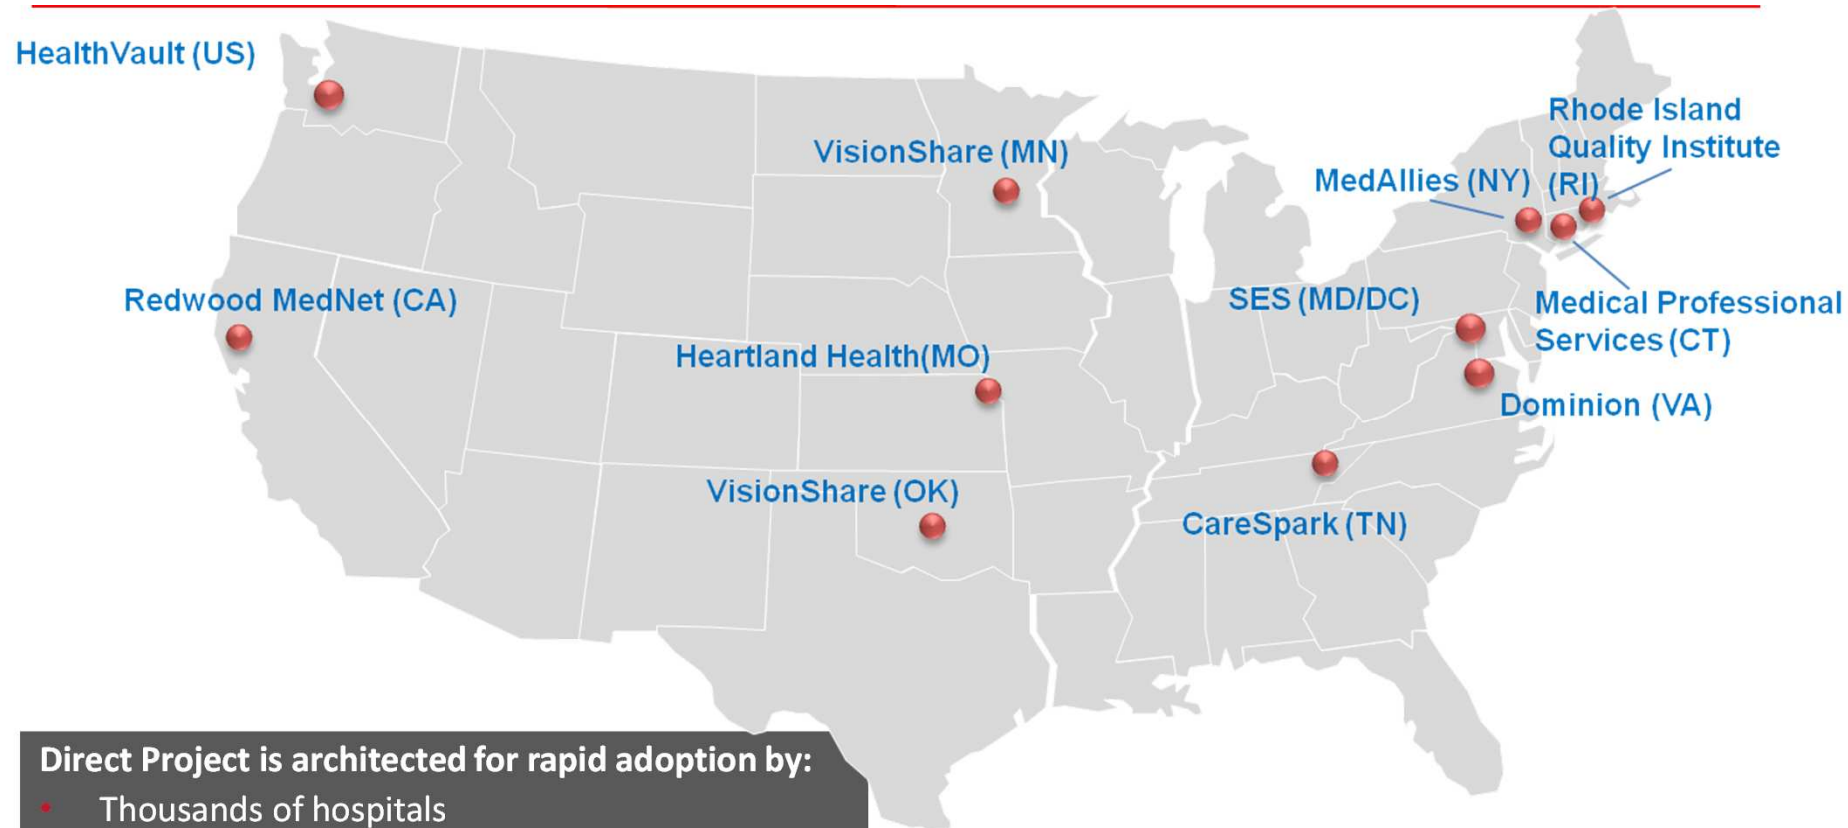 HealthVault (US)
VisionShare (MN)
Rhode Island
Quality Institute
(RI)
MedAllies (NY)
Redwood MedNet (CA)
SES (MD/DC)
Medical Professional
Services (CT)
Heartland Health(MO)
Dominion (VA)
VisionShare (OK)
CareSpark (TN)
Direct Project is architected for rapid adoption by:
• Thousands of hospitals